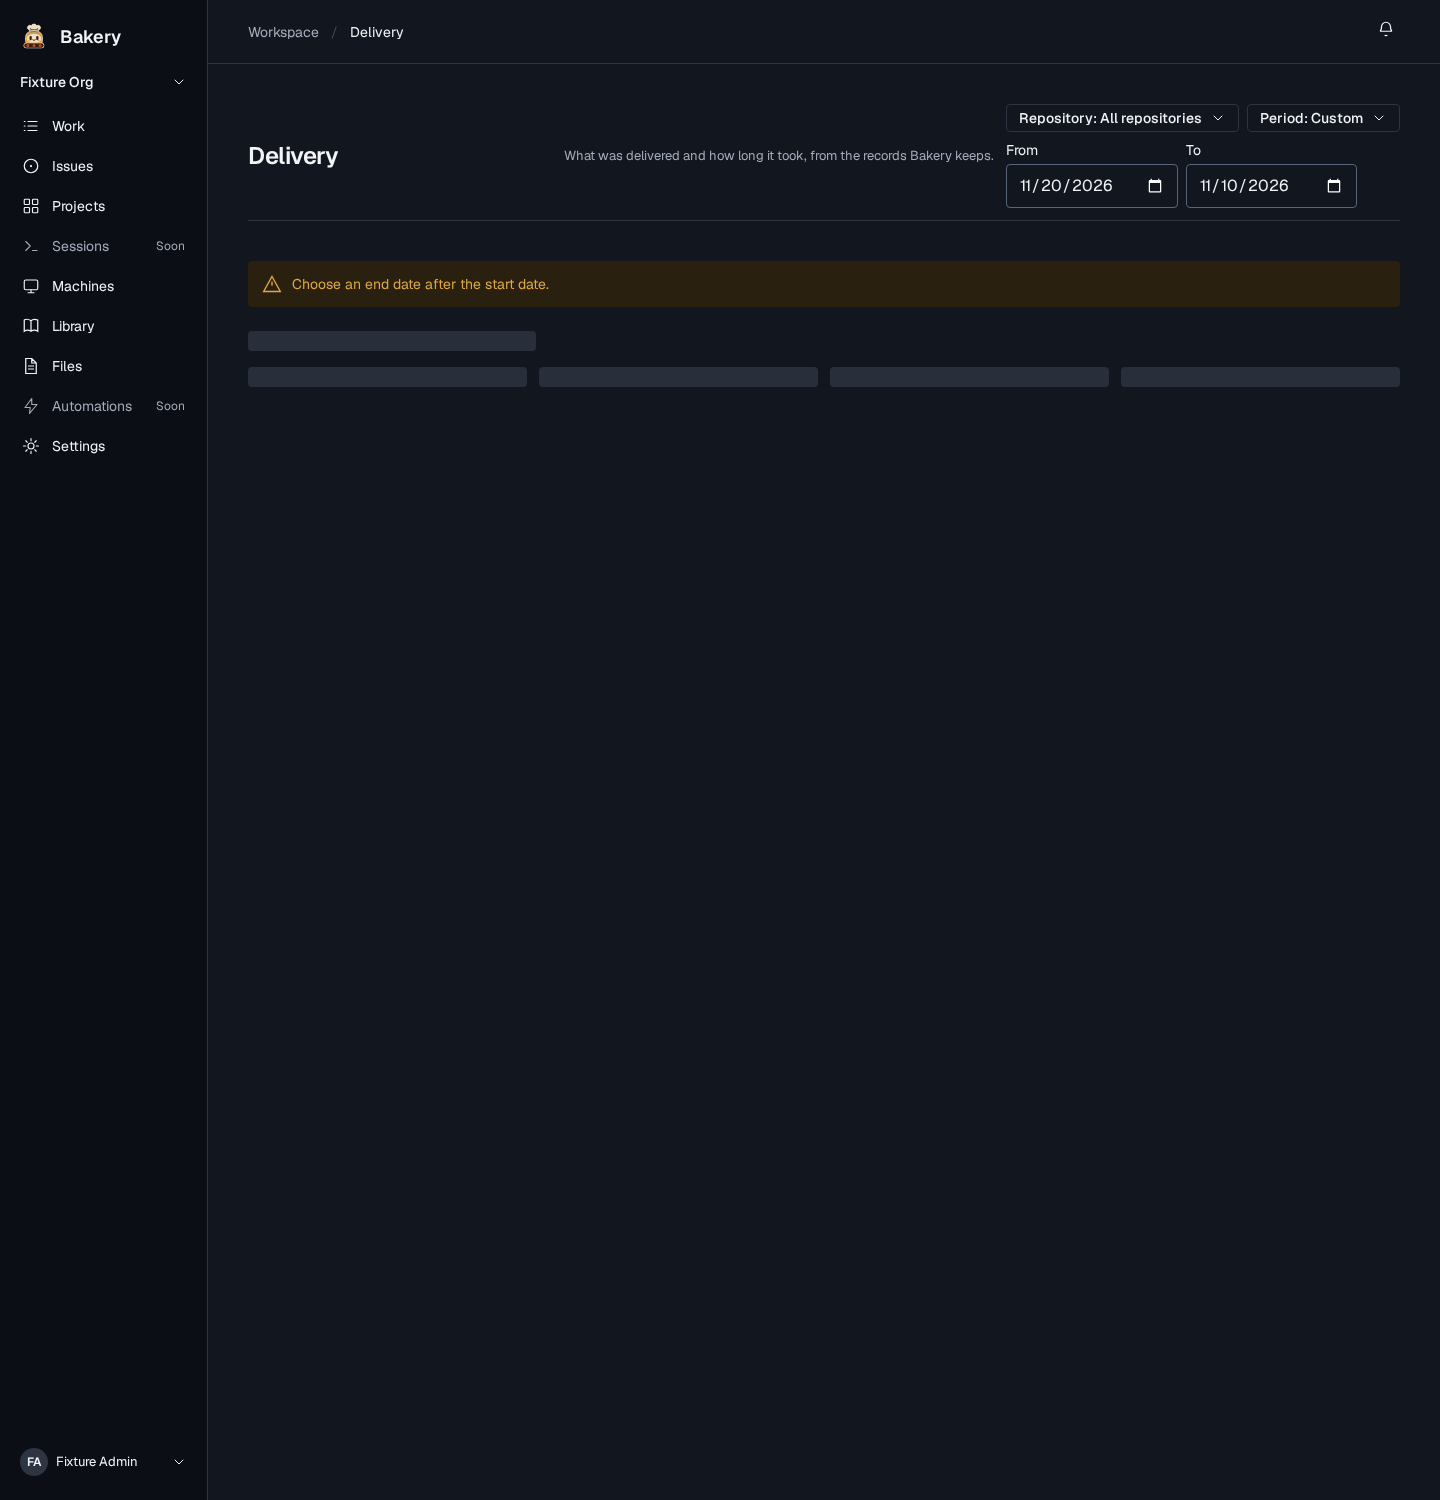 Bakery
Fixture Org
Work
Issues
Projects
Sessions Soon
Machines
Library
Files
Automations Soon
Settings
FA Fixture Admin
Workspace / Delivery
Repository: All repositories Period: Custom
Delivery
What was delivered and how long it took, from the records Bakery keeps.
From To
11/20/2026 11/10/2026
Choose an end date after the start date.